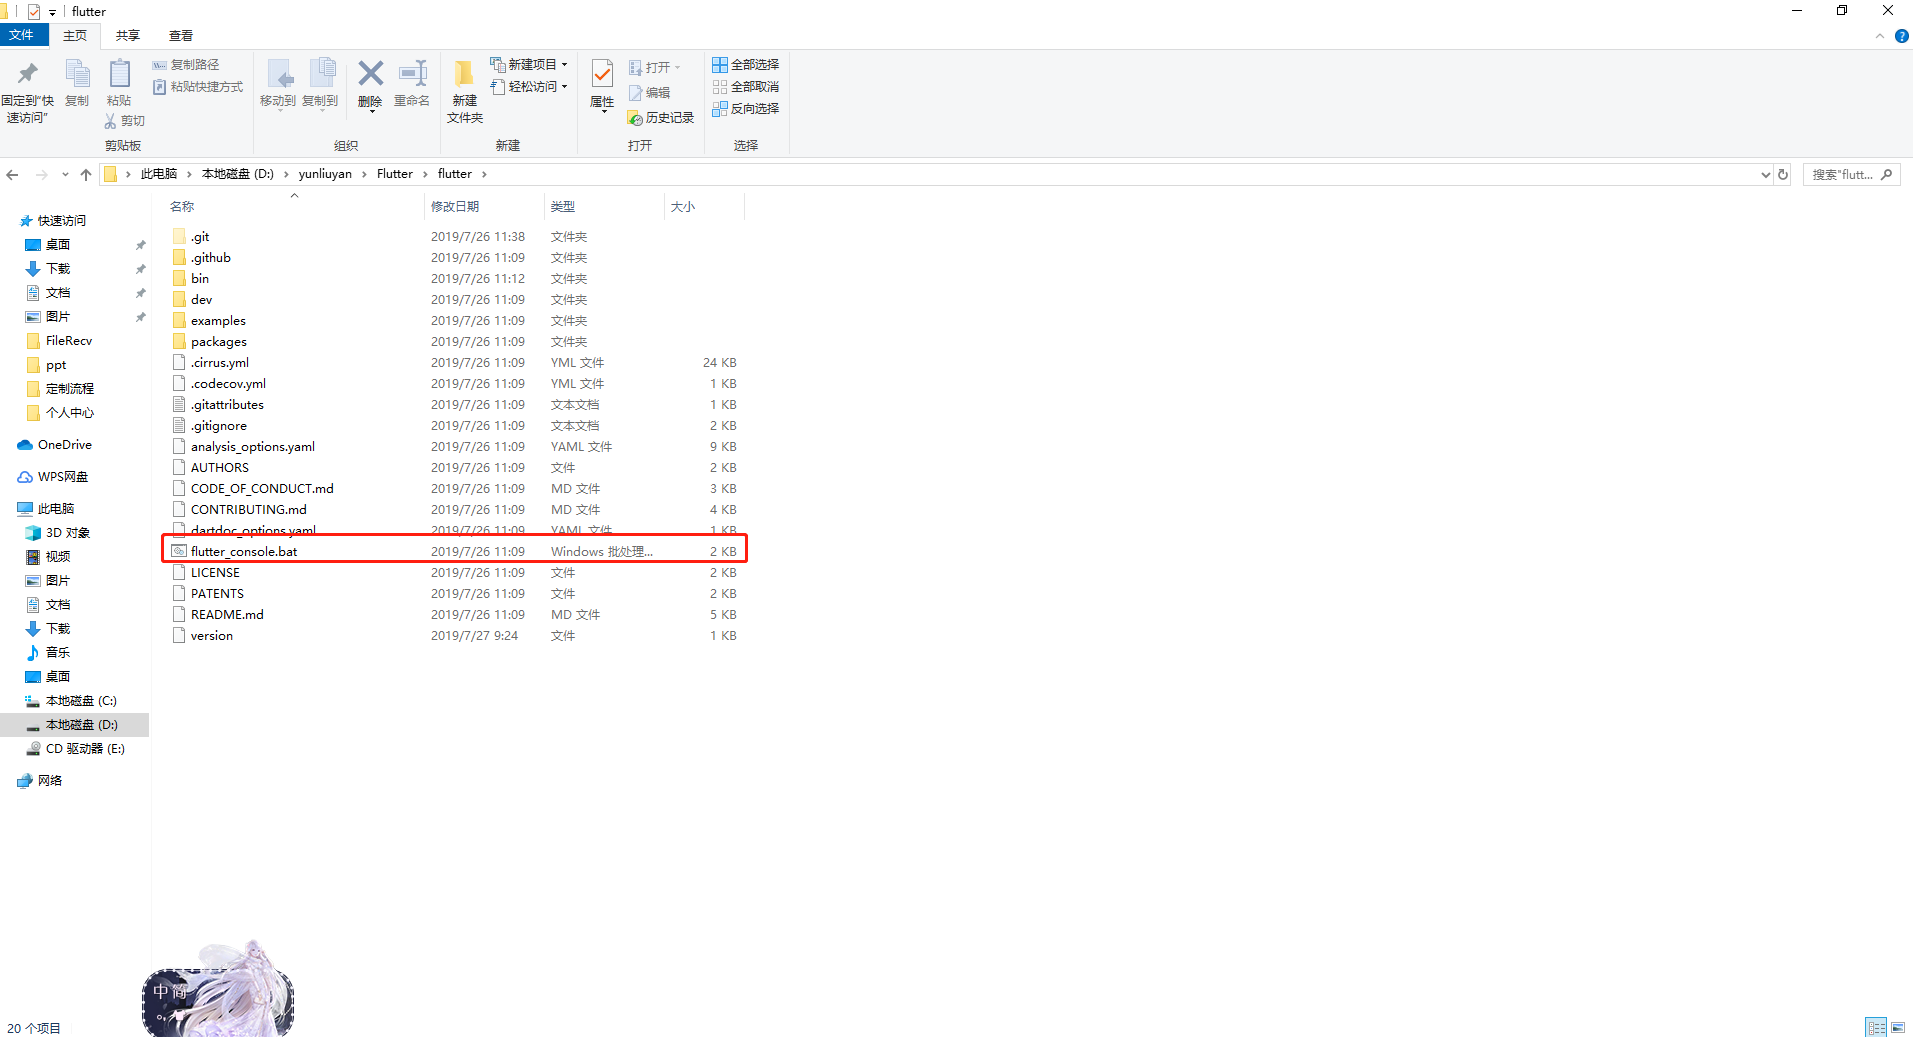 flutter
文件 主页 共享 查看
固定到“快速访问” 复制 粘贴 复制路径 粘贴快捷方式 剪切 移动到 复制到 删除 重命名 新建文件夹 新建项目 轻松访问 属性 打开 编辑 历史记录 全部选择 全部取消 反向选择
剪贴板 组织 新建 打开 选择
此电脑 本地磁盘 (D:) yunliuyan Flutter flutter 搜索"flutt...
名称 修改日期 类型 大小
快速访问
桌面
下载
文档
图片
FileRecv
ppt
定制流程
个人中心
OneDrive
WPS网盘
此电脑
3D 对象
视频
图片
文档
下载
音乐
桌面
本地磁盘 (C:)
本地磁盘 (D:)
CD 驱动器 (E:)
网络
.git 2019/7/26 11:38 文件夹
.github 2019/7/26 11:09 文件夹
bin 2019/7/26 11:12 文件夹
dev 2019/7/26 11:09 文件夹
examples 2019/7/26 11:09 文件夹
packages 2019/7/26 11:09 文件夹
.cirrus.yml 2019/7/26 11:09 YML 文件 24 KB
.codecov.yml 2019/7/26 11:09 YML 文件 1 KB
.gitattributes 2019/7/26 11:09 文本文档 1 KB
.gitignore 2019/7/26 11:09 文本文档 2 KB
analysis_options.yaml 2019/7/26 11:09 YAML 文件 9 KB
AUTHORS 2019/7/26 11:09 文件 2 KB
CODE_OF_CONDUCT.md 2019/7/26 11:09 MD 文件 3 KB
CONTRIBUTING.md 2019/7/26 11:09 MD 文件 4 KB
dartdoc_options.yaml 2019/7/26 11:09 YAML 文件 1 KB
flutter_console.bat 2019/7/26 11:09 Windows 批处理... 2 KB
LICENSE 2019/7/26 11:09 文件 2 KB
PATENTS 2019/7/26 11:09 文件 2 KB
README.md 2019/7/26 11:09 MD 文件 5 KB
version 2019/7/27 9:24 文件 1 KB
中 简
20 个项目